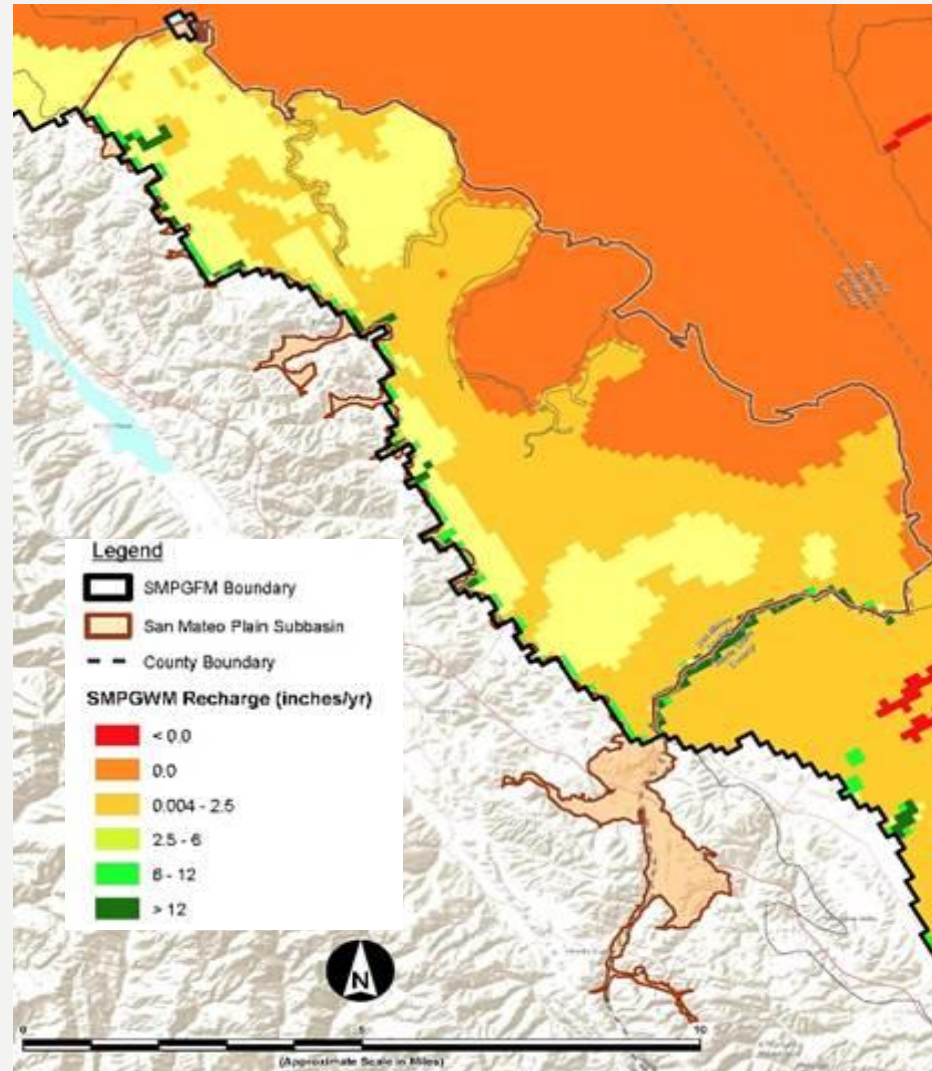 Legend
SMPGFM Boundary
San Mateo Plain Subbasin
County Boundary
SMPGWM Recharge (inches/yr)
< 0.0
0.0
0.004 - 2.5
2.5 - 6
6 - 12
> 12
N
0
5
10
(Approximate Scale in Miles)